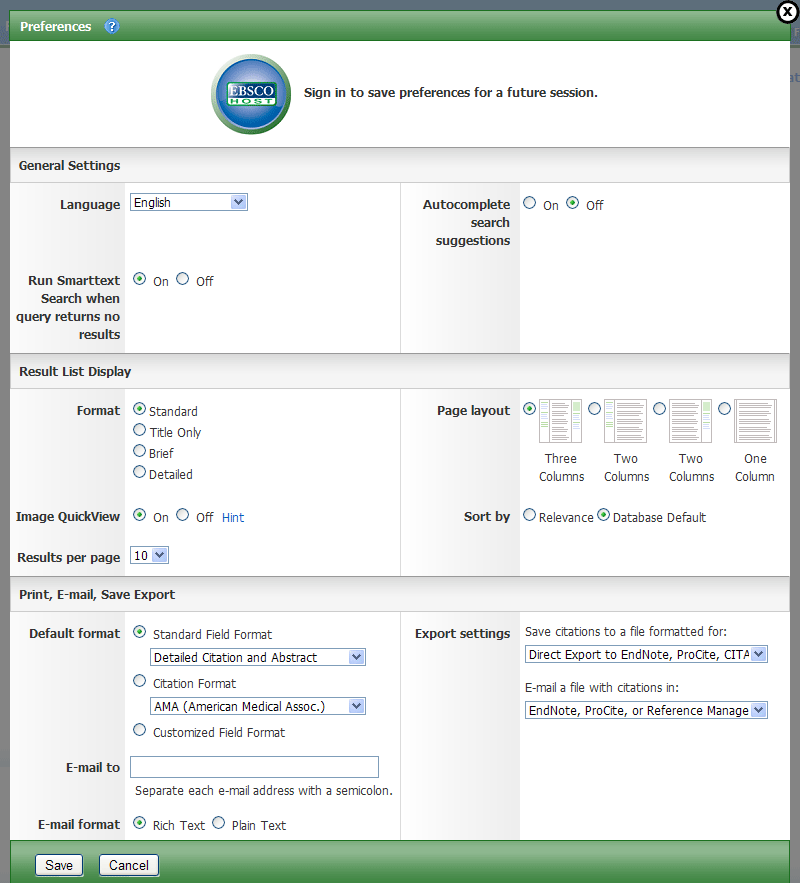 Preferences ?
X
EBSCO
HOST
Sign in to save preferences for a future session.
General Settings
Language
English
Autocomplete
search
suggestions
On Off
Run Smarttext
Search when
query returns no
results
On Off
Result List Display
Format
Standard
Title Only
Brief
Detailed
Page layout
Three
Columns
Two
Columns
Two
Columns
One
Column
Image QuickView
On Off Hint
Sort by
Relevance Database Default
Results per page
10
Print, E-mail, Save Export
Default format
Standard Field Format
Detailed Citation and Abstract
Citation Format
AMA (American Medical Assoc.)
Customized Field Format
Export settings
Save citations to a file formatted for:
Direct Export to EndNote, ProCite, CITA
E-mail a file with citations in:
EndNote, ProCite, or Reference Manage
E-mail to
Separate each e-mail address with a semicolon.
E-mail format
Rich Text Plain Text
Save Cancel